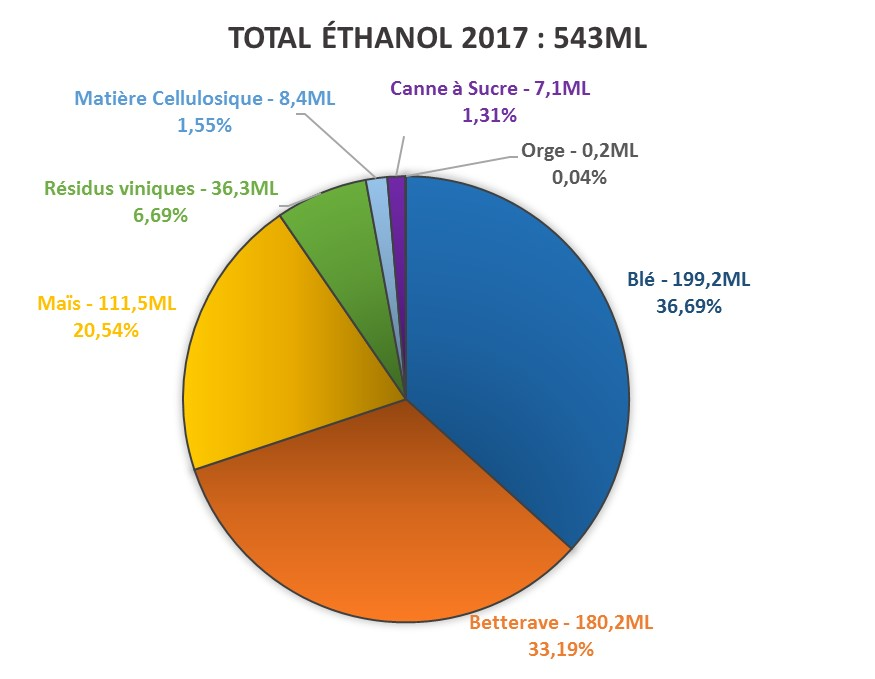 TOTAL ÉTHANOL 2017 : 543ML
Matière Cellulosique - 8,4ML
1,55%
Canne à Sucre - 7,1ML
1,31%
Orge - 0,2ML
0,04%
Résidus viniques - 36,3ML
6,69%
Blé - 199,2ML
36,69%
Maïs - 111,5ML
20,54%
Betterave - 180,2ML
33,19%